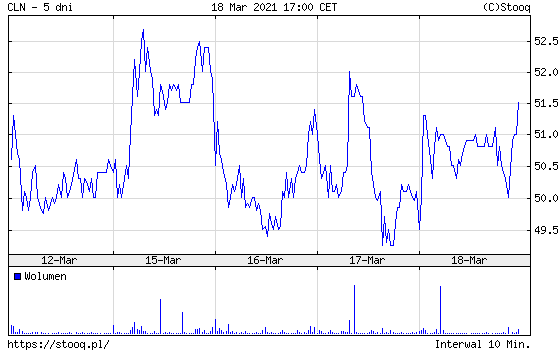 CLN - 5 dni 18 Mar 2021 17:00 CET (C)Stooq
52.5
52.0
51.5
51.0
50.5
50.0
49.5
12-Mar 15-Mar 16-Mar 17-Mar 18-Mar
Wolumen
https://stooq.pl/ Interwal 10 Min.